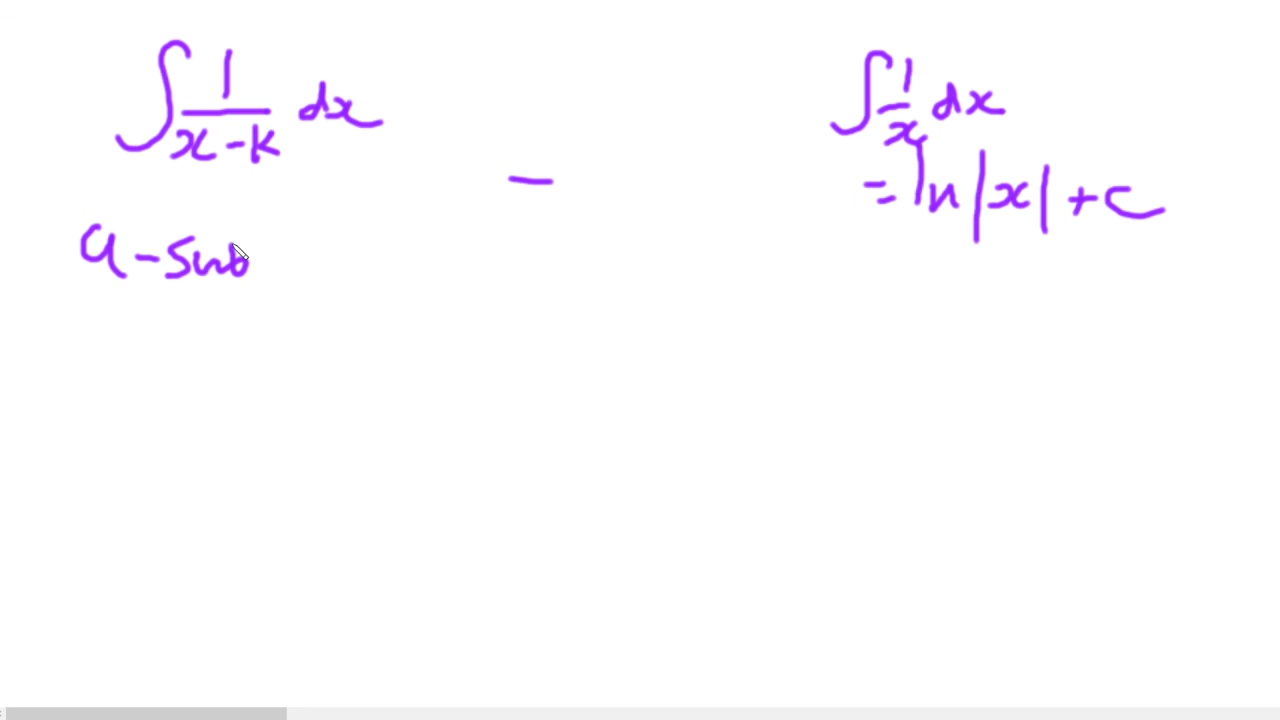 ∫ 1/(x-k) dx
-
u-sub
∫ 1/x dx
= ln|x| + c